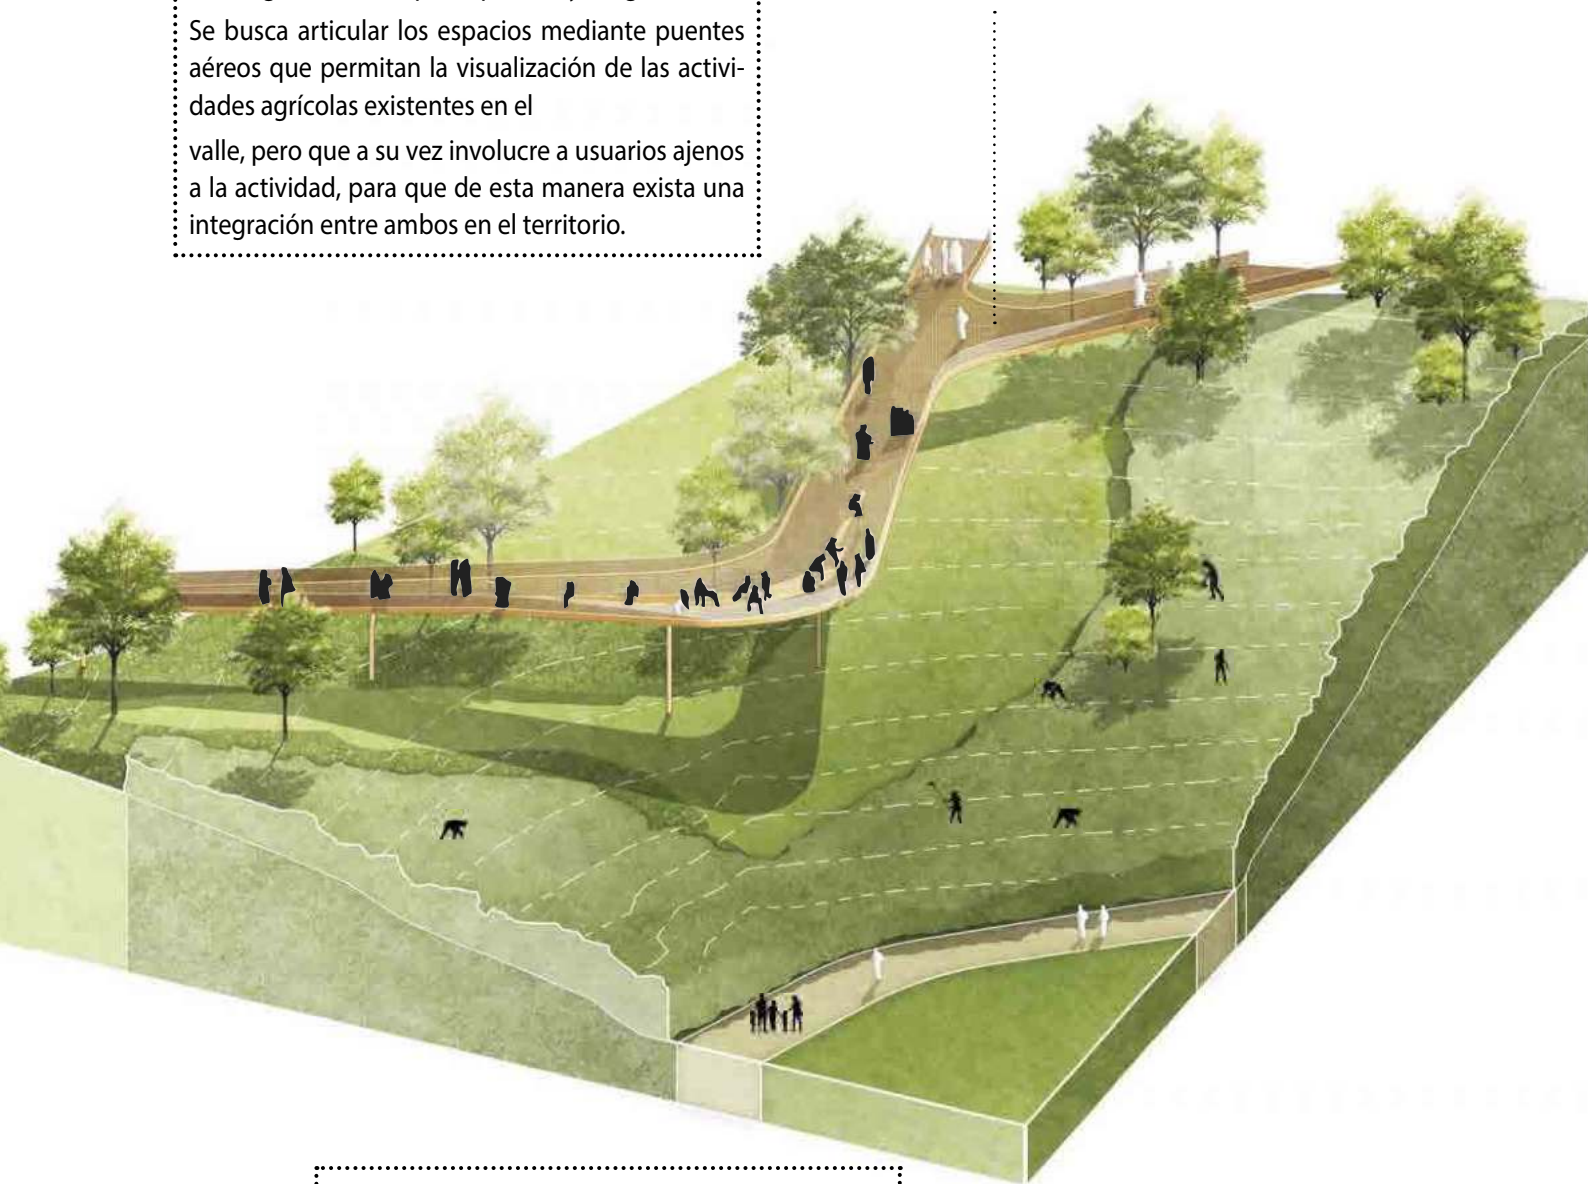 Se busca articular los espacios mediante puentes
aéreos que permitan la visualización de las activi-
dades agrícolas existentes en el
valle, pero que a su vez involucre a usuarios ajenos
a la actividad, para que de esta manera exista una
integración entre ambos en el territorio.